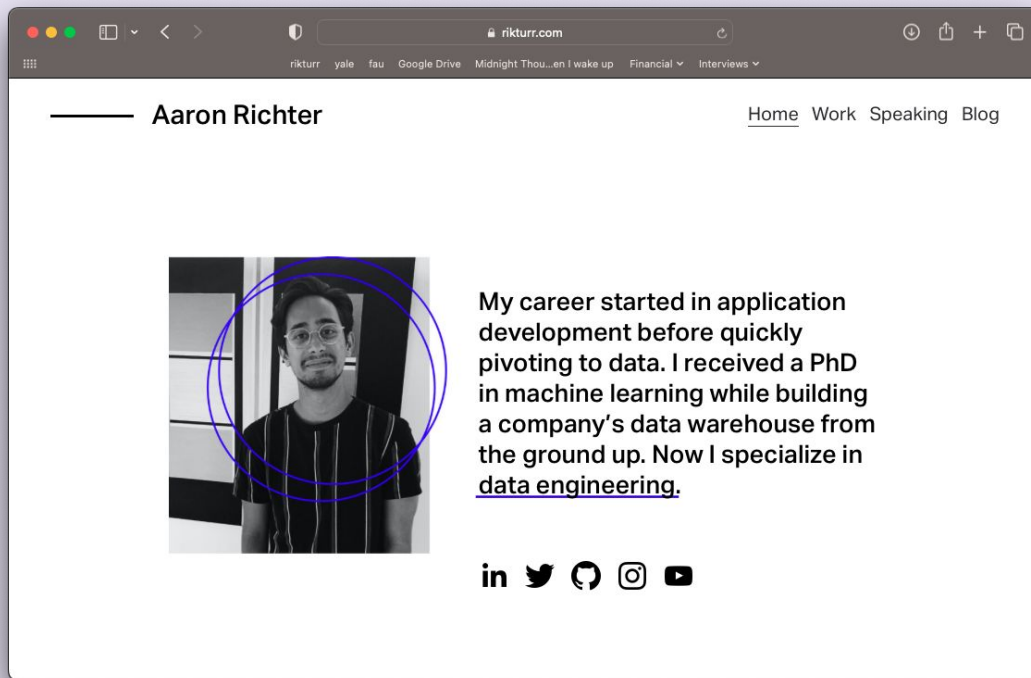 rikturr.com
rikturr yale fau Google Drive Midnight Thou...en I wake up Financial Interviews
Aaron Richter
Home Work Speaking Blog
My career started in application
development before quickly
pivoting to data. I received a PhD
in machine learning while building
a company's data warehouse from
the ground up. Now I specialize in
data engineering.
in